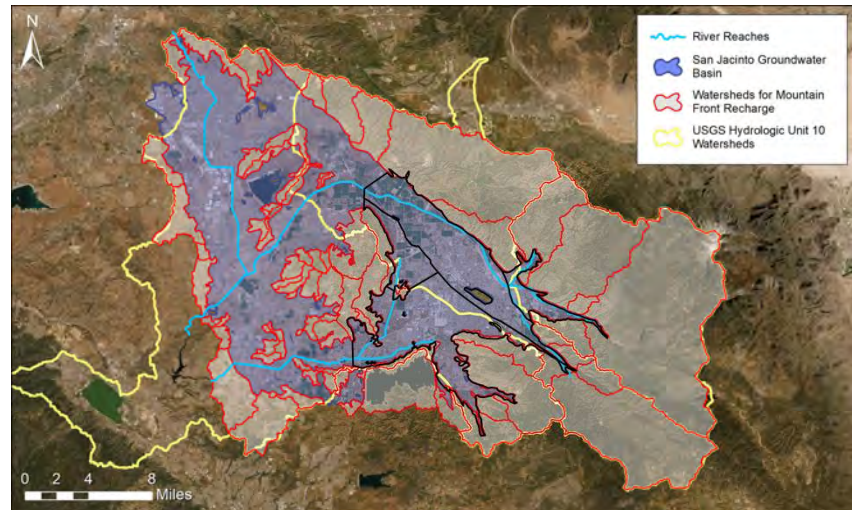 N
River Reaches
San Jacinto Groundwater
Basin
Watersheds for Mountain
Front Recharge
USGS Hydrologic Unit 10
Watersheds
0 2 4 8
Miles